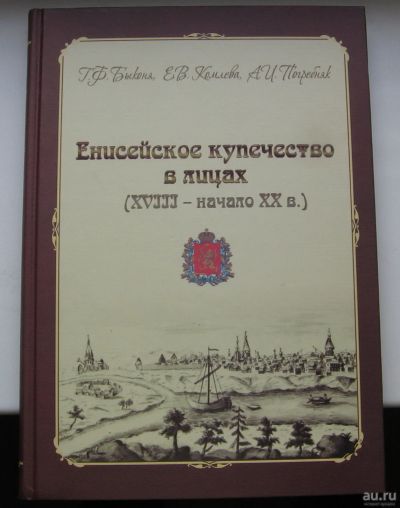 Г.Ф. Быконя, Е.В. Комлева, А.И. Погребняк
Енисейское купечество
в лицах
(XVIII – начало XX в.)
au.ru